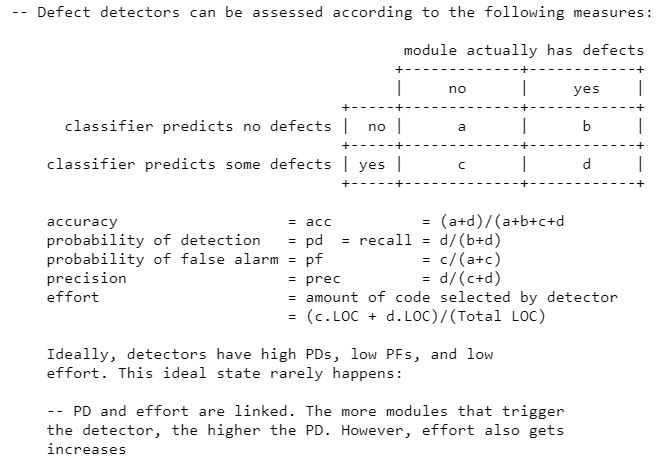 -- Defect detectors can be assessed according to the following measures:
module actually has defects
+-------------+------------+
| no | yes |
+-----+-------------+------------+
classifier predicts no defects | no | a | b |
+-----+-------------+------------+
classifier predicts some defects | yes | c | d |
+-----+-------------+------------+
accuracy = acc = (a+d)/(a+b+c+d
probability of detection = pd = recall = d/(b+d)
probability of false alarm = pf = c/(a+c)
precision = prec = d/(c+d)
effort = amount of code selected by detector
= (c.LOC + d.LOC)/(Total LOC)
Ideally, detectors have high PDs, low PFs, and low
effort. This ideal state rarely happens:
-- PD and effort are linked. The more modules that trigger
the detector, the higher the PD. However, effort also gets
increases